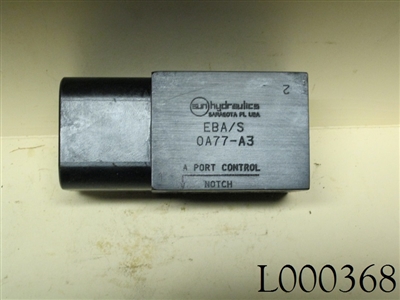 2
sun hydraulics
SARASOTA FL USA
EBA/S
0A77-A3
A PORT CONTROL
NOTCH
L000368